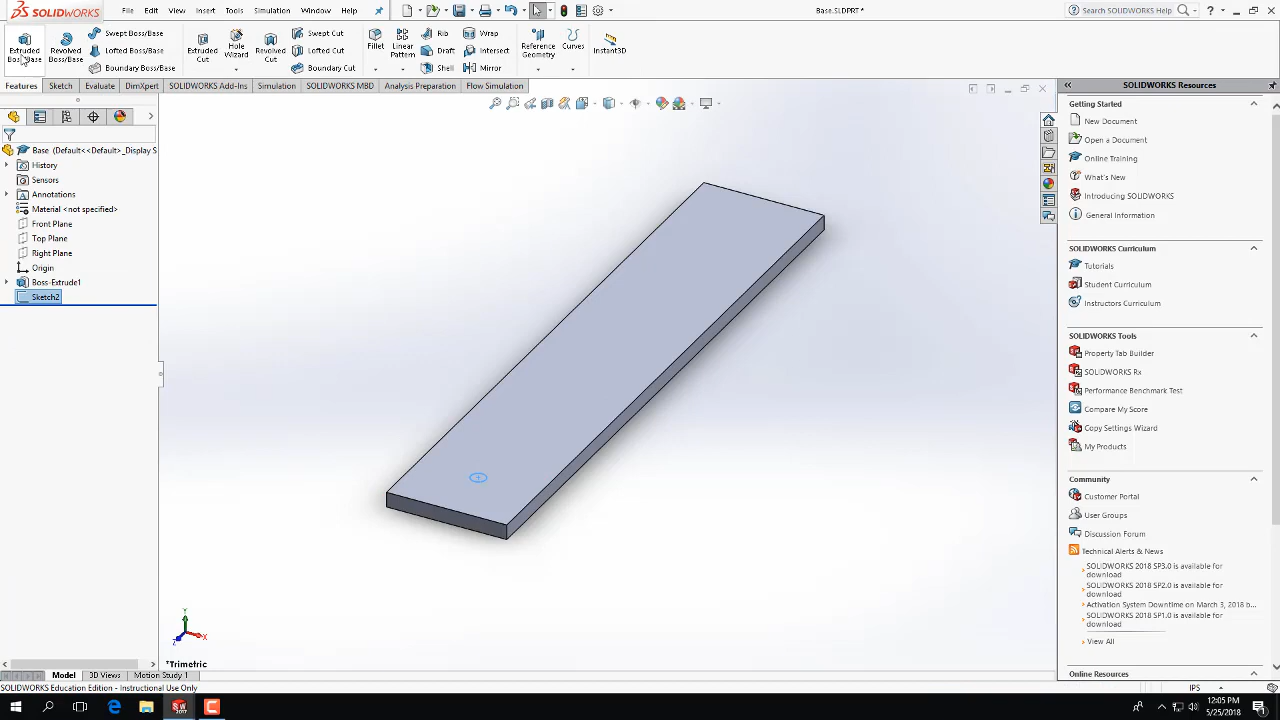 SOLIDWORKS
File Edit View Insert Tools Simulation Window Help
Base.SLDPRT *
Search SOLIDWORKS Help
Extruded Boss/Base
Revolved Boss/Base
Swept Boss/Base
Lofted Boss/Base
Boundary Boss/Base
Extruded Cut
Hole Wizard
Revolved Cut
Swept Cut
Lofted Cut
Boundary Cut
Fillet
Linear Pattern
Rib
Draft
Shell
Wrap
Intersect
Mirror
Reference Geometry
Curves
Instant3D
Features Sketch Evaluate DimXpert SOLIDWORKS Add-Ins Simulation SOLIDWORKS MBD Analysis Preparation Flow Simulation
Base (Default<<Default>_Display S
History
Sensors
Annotations
Material <not specified>
Front Plane
Top Plane
Right Plane
Origin
Boss-Extrude1
Sketch2
Y
X
Z
*Trimetric
SOLIDWORKS Resources
Getting Started
New Document
Open a Document
Online Training
What's New
Introducing SOLIDWORKS
General Information
SOLIDWORKS Curriculum
Tutorials
Student Curriculum
Instructors Curriculum
SOLIDWORKS Tools
Property Tab Builder
SOLIDWORKS Rx
Performance Benchmark Test
Compare My Score
Copy Settings Wizard
My Products
Community
Customer Portal
User Groups
Discussion Forum
Technical Alerts & News
SOLIDWORKS 2018 SP3.0 is available for
download
SOLIDWORKS 2018 SP2.0 is available for
download
Activation System Downtime on March 3, 2018 b...
SOLIDWORKS 2018 SP1.0 is available for
download
View All
Online Resources
Model 3D Views Motion Study 1
SOLIDWORKS Education Edition - Instructional Use Only
IPS
12:05 PM
5/25/2018